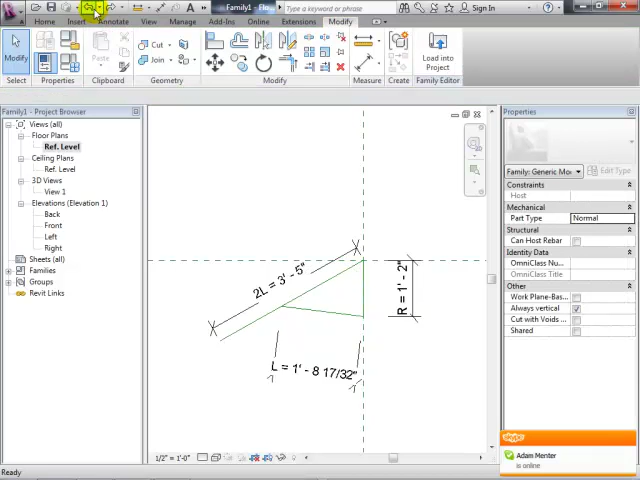 Family1 - Flo...
Type a keyword or phrase
Sign In
Home Insert Annotate View Manage Add-Ins Online Extensions Modify
Cut
Join
Modify
Load into
Project
Select Properties Clipboard Geometry Modify Measure Create Family Editor
Family1 - Project Browser
Views (all)
Floor Plans
Ref. Level
Ceiling Plans
Ref. Level
3D Views
View 1
Elevations (Elevation 1)
Back
Front
Left
Right
Sheets (all)
Families
Groups
Revit Links
2L = 3' - 5"
R = 1' - 2"
L = 1' - 8 17/32"
Properties
Family: Generic Mo
Edit Type
Constraints
Host
Mechanical
Part Type Normal
Structural
Can Host Rebar
OmniClass Nu...
OmniClass Title
Other
Work Plane-Bas...
Always vertical
Cut with Voids ...
Shared
1/2" = 1'-0"
Ready
skype
Adam Menter
is online